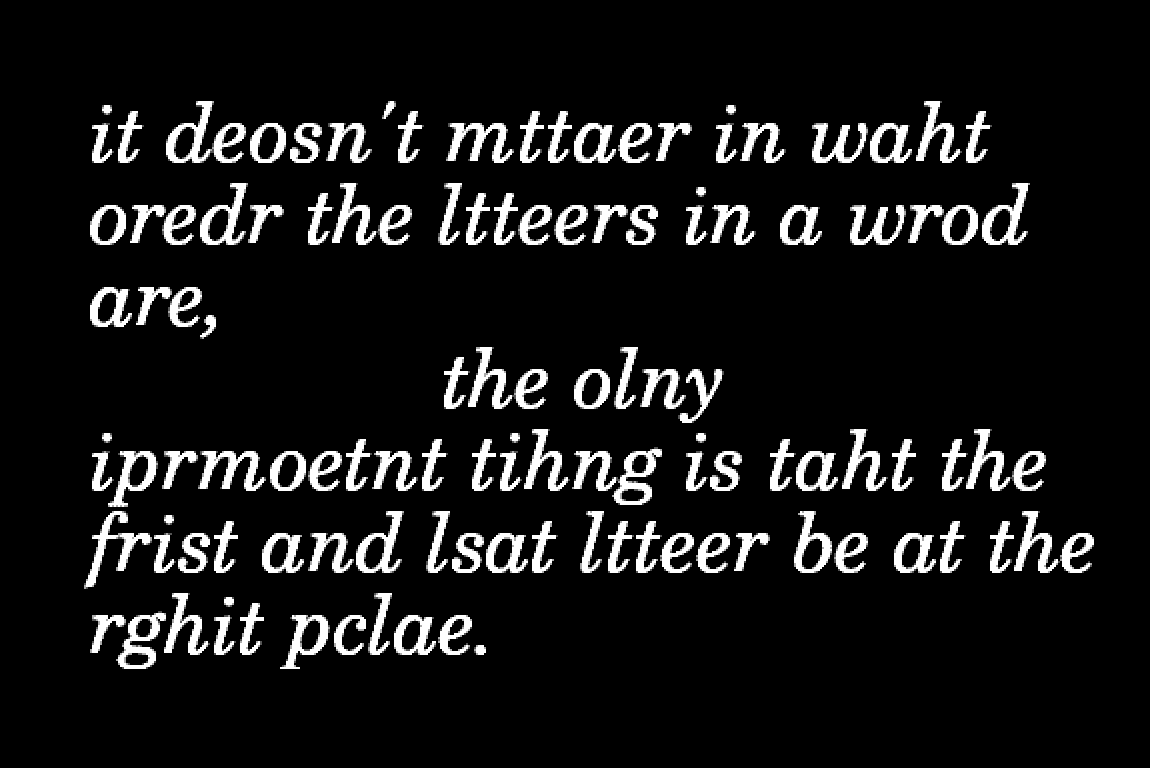 it deosn't mttaer in waht
oredr the ltteers in a wrod
are,
the olny
iprmoetnt tihng is taht the
frist and lsat ltteer be at the
rghit pclae.